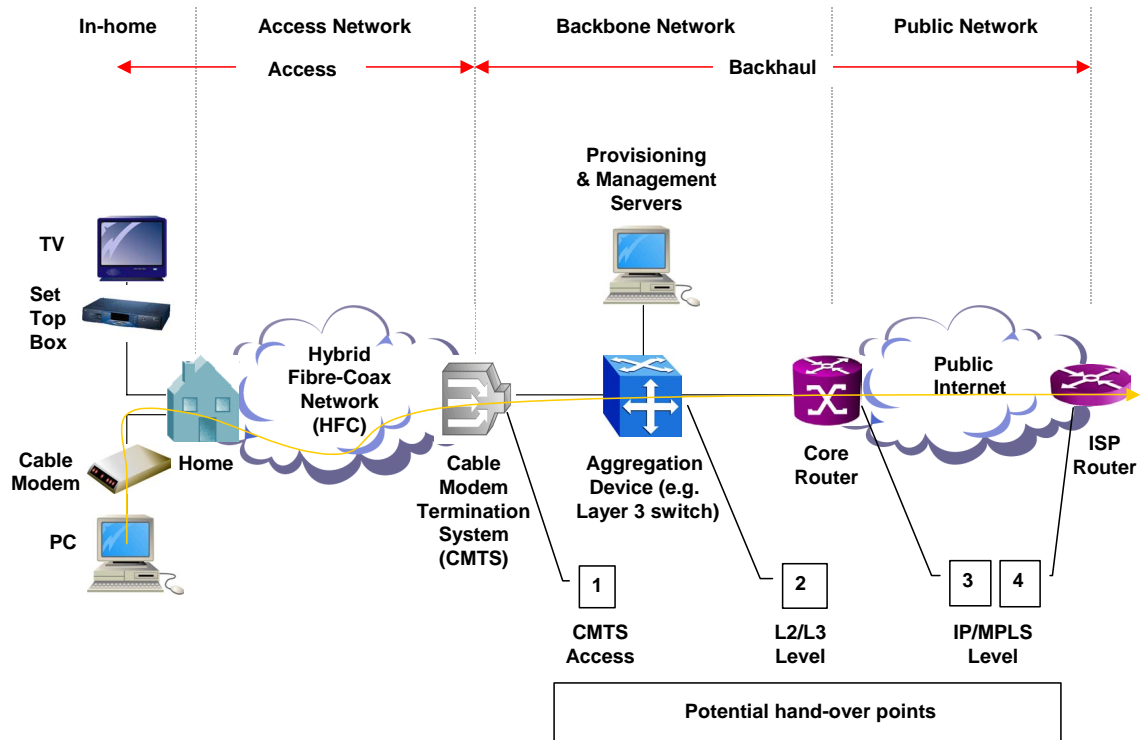 In-home
Access Network
Backbone Network
Public Network
Access
Backhaul
Provisioning
& Management
Servers
TV
Set
Top
Box
Hybrid
Fibre-Coax
Network
(HFC)
Public
Internet
Cable
Modem
Home
Cable
Modem
Termination
System
(CMTS)
Aggregation
Device (e.g.
Layer 3 switch)
Core
Router
ISP
Router
PC
1
2
3
4
CMTS
Access
L2/L3
Level
IP/MPLS
Level
Potential hand-over points